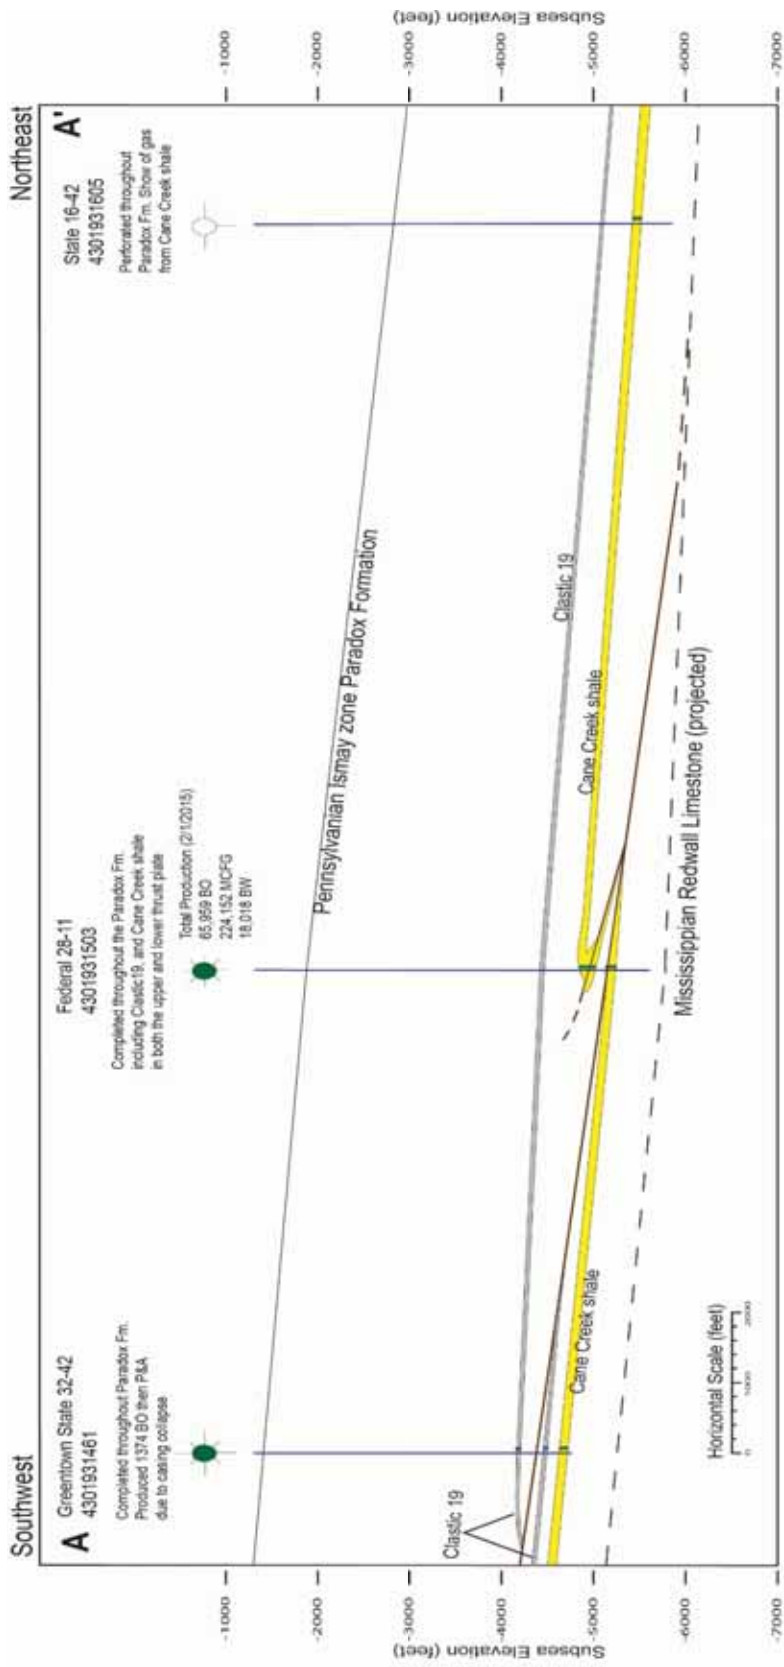 Southwest
Northeast
A
A'
Greentown State 32-42
4301931461
Completed throughout Paradox Fm.
Produced 1374 BO then P&A
due to casing collapse
Federal 28-11
4301931503
Completed throughout the Paradox Fm.
including Clastic19, and Cane Creek shale
in both the upper and lower thrust plate
Total Production (2/1/2015)
65,959 BO
224,152 MCFG
18,018 BW
State 16-42
4301931605
Perforated throughout
Paradox Fm. Show of gas
from Cane Creek shale
Subsea Elevation (feet)
-1000
-2000
-3000
-4000
-5000
-6000
-7000
Pennsylvanian Ismay zone Paradox Formation
Clastic 19
Clastic 19
Cane Creek shale
Cane Creek shale
Mississippian Redwall Limestone (projected)
Horizontal Scale (feet)
0
1000
2000
Subsea Elevation (feet)
-1000
-2000
-3000
-4000
-5000
-6000
-7000